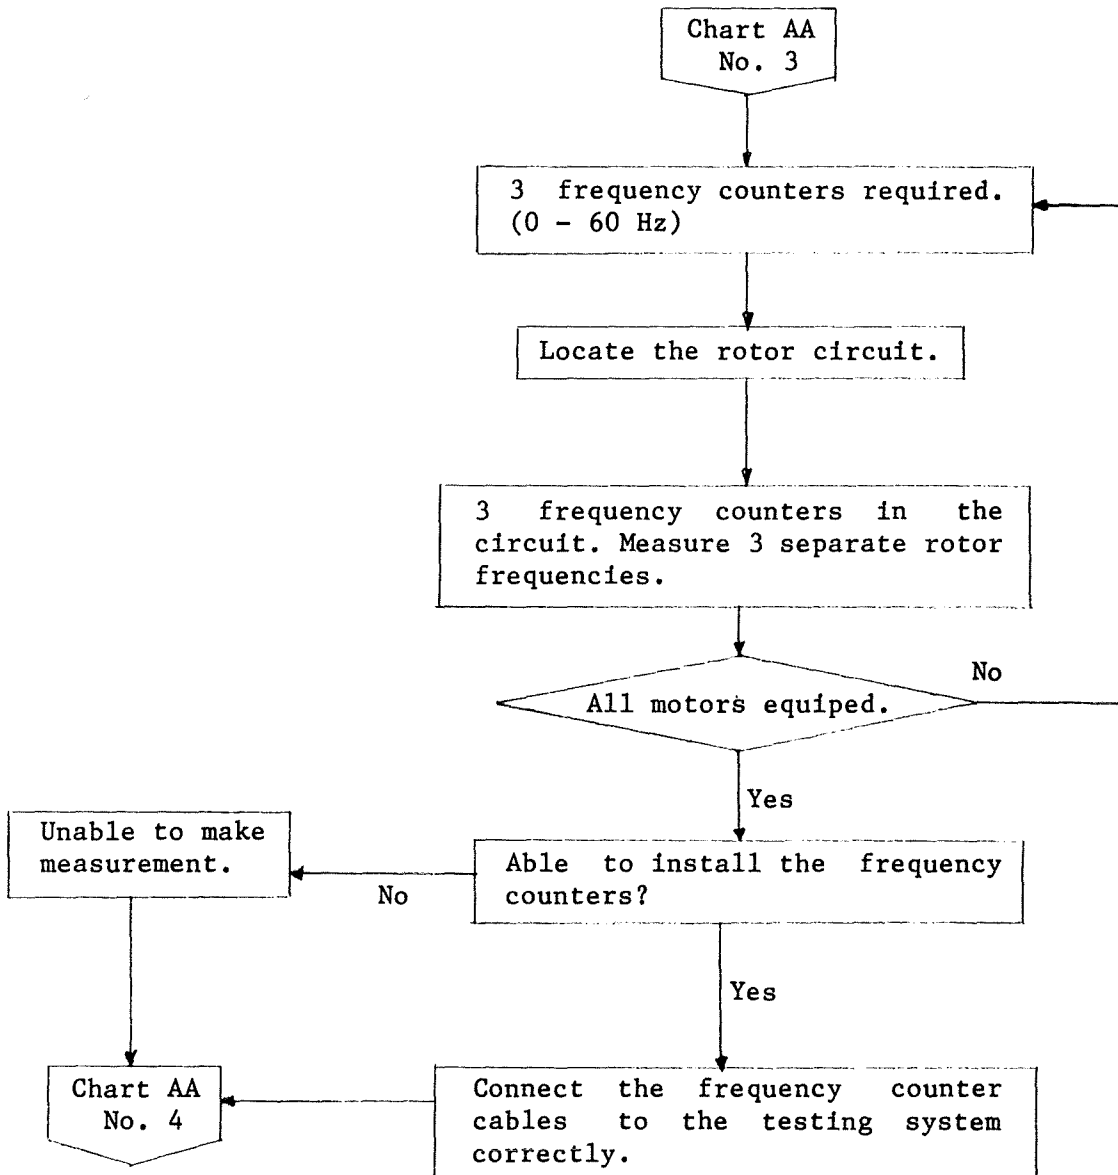 Chart AA
No. 3
3 frequency counters required.
(0 - 60 Hz)
Locate the rotor circuit.
3 frequency counters in the
circuit. Measure 3 separate rotor
frequencies.
No
All motors equiped.
Yes
Unable to make
measurement.
Able to install the frequency
counters?
No
Yes
Chart AA
No. 4
Connect the frequency counter
cables to the testing system
correctly.